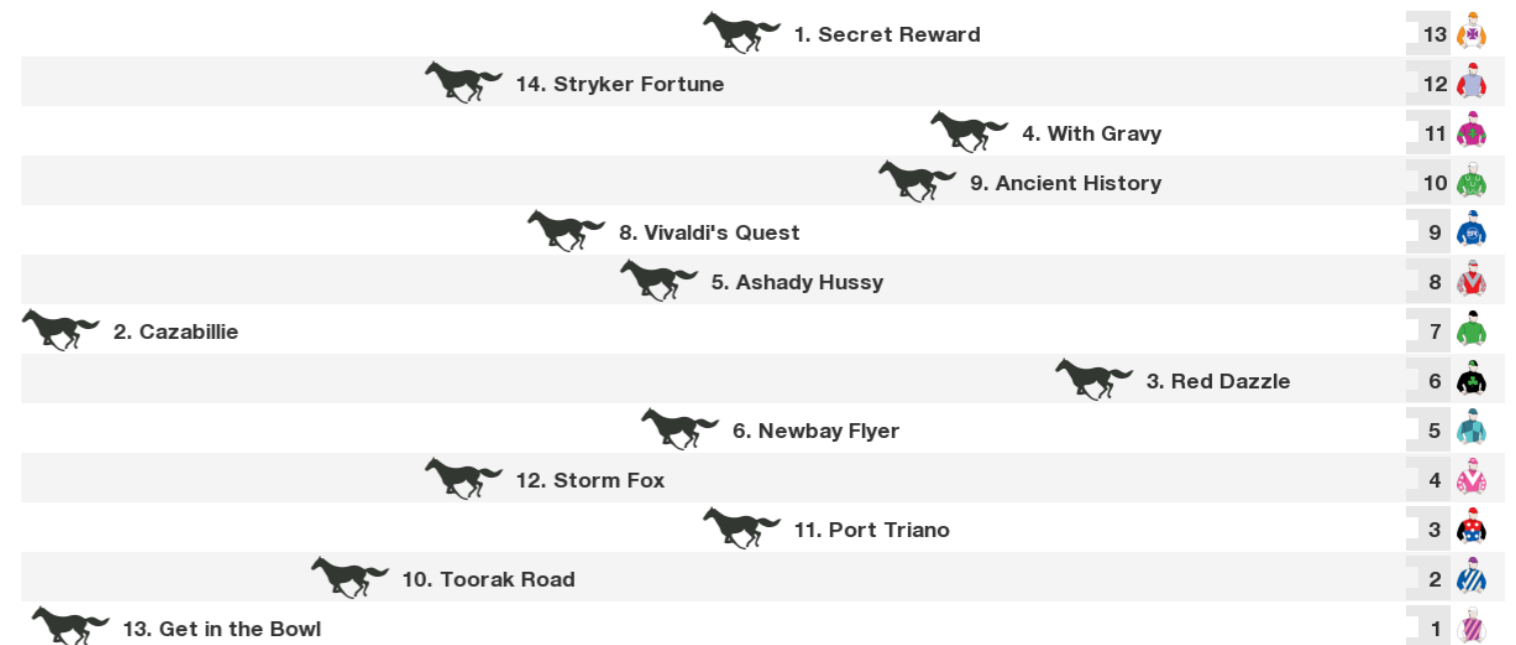 1. Secret Reward 13
14. Stryker Fortune 12
4. With Gravy 11
9. Ancient History 10
8. Vivaldi's Quest 9
5. Ashady Hussy 8
2. Cazabillie 7
3. Red Dazzle 6
6. Newbay Flyer 5
12. Storm Fox 4
11. Port Triano 3
10. Toorak Road 2
13. Get in the Bowl 1